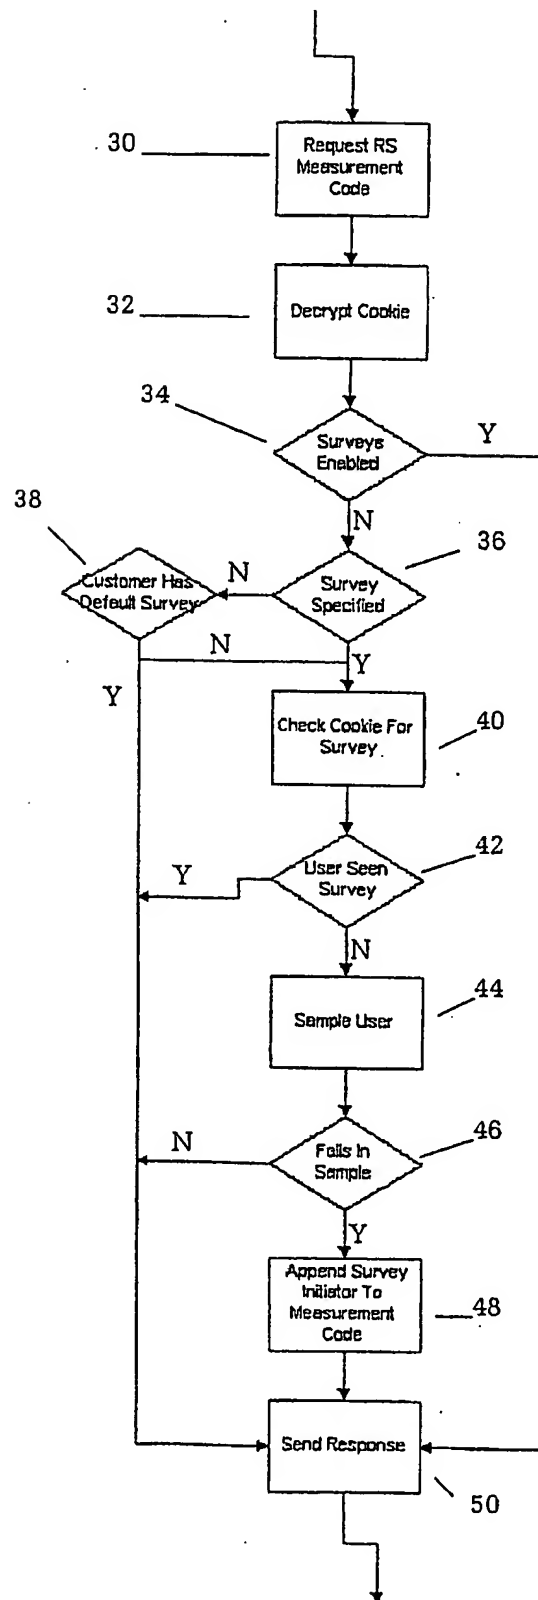 30
Request RS
Measurement
Code
32
Decrypt Cookie
34
Surveys
Enabled
Y
N
38
36
Customer Has
Default Survey
N
Survey
Specified
N
Y
Y
Check Cookie For
Survey
40
42
User Seen
Survey
Y
N
44
Sample User
46
Falls In
Sample
N
Y
Append Survey
Initiator To
Measurement
Code
48
Send Response
50